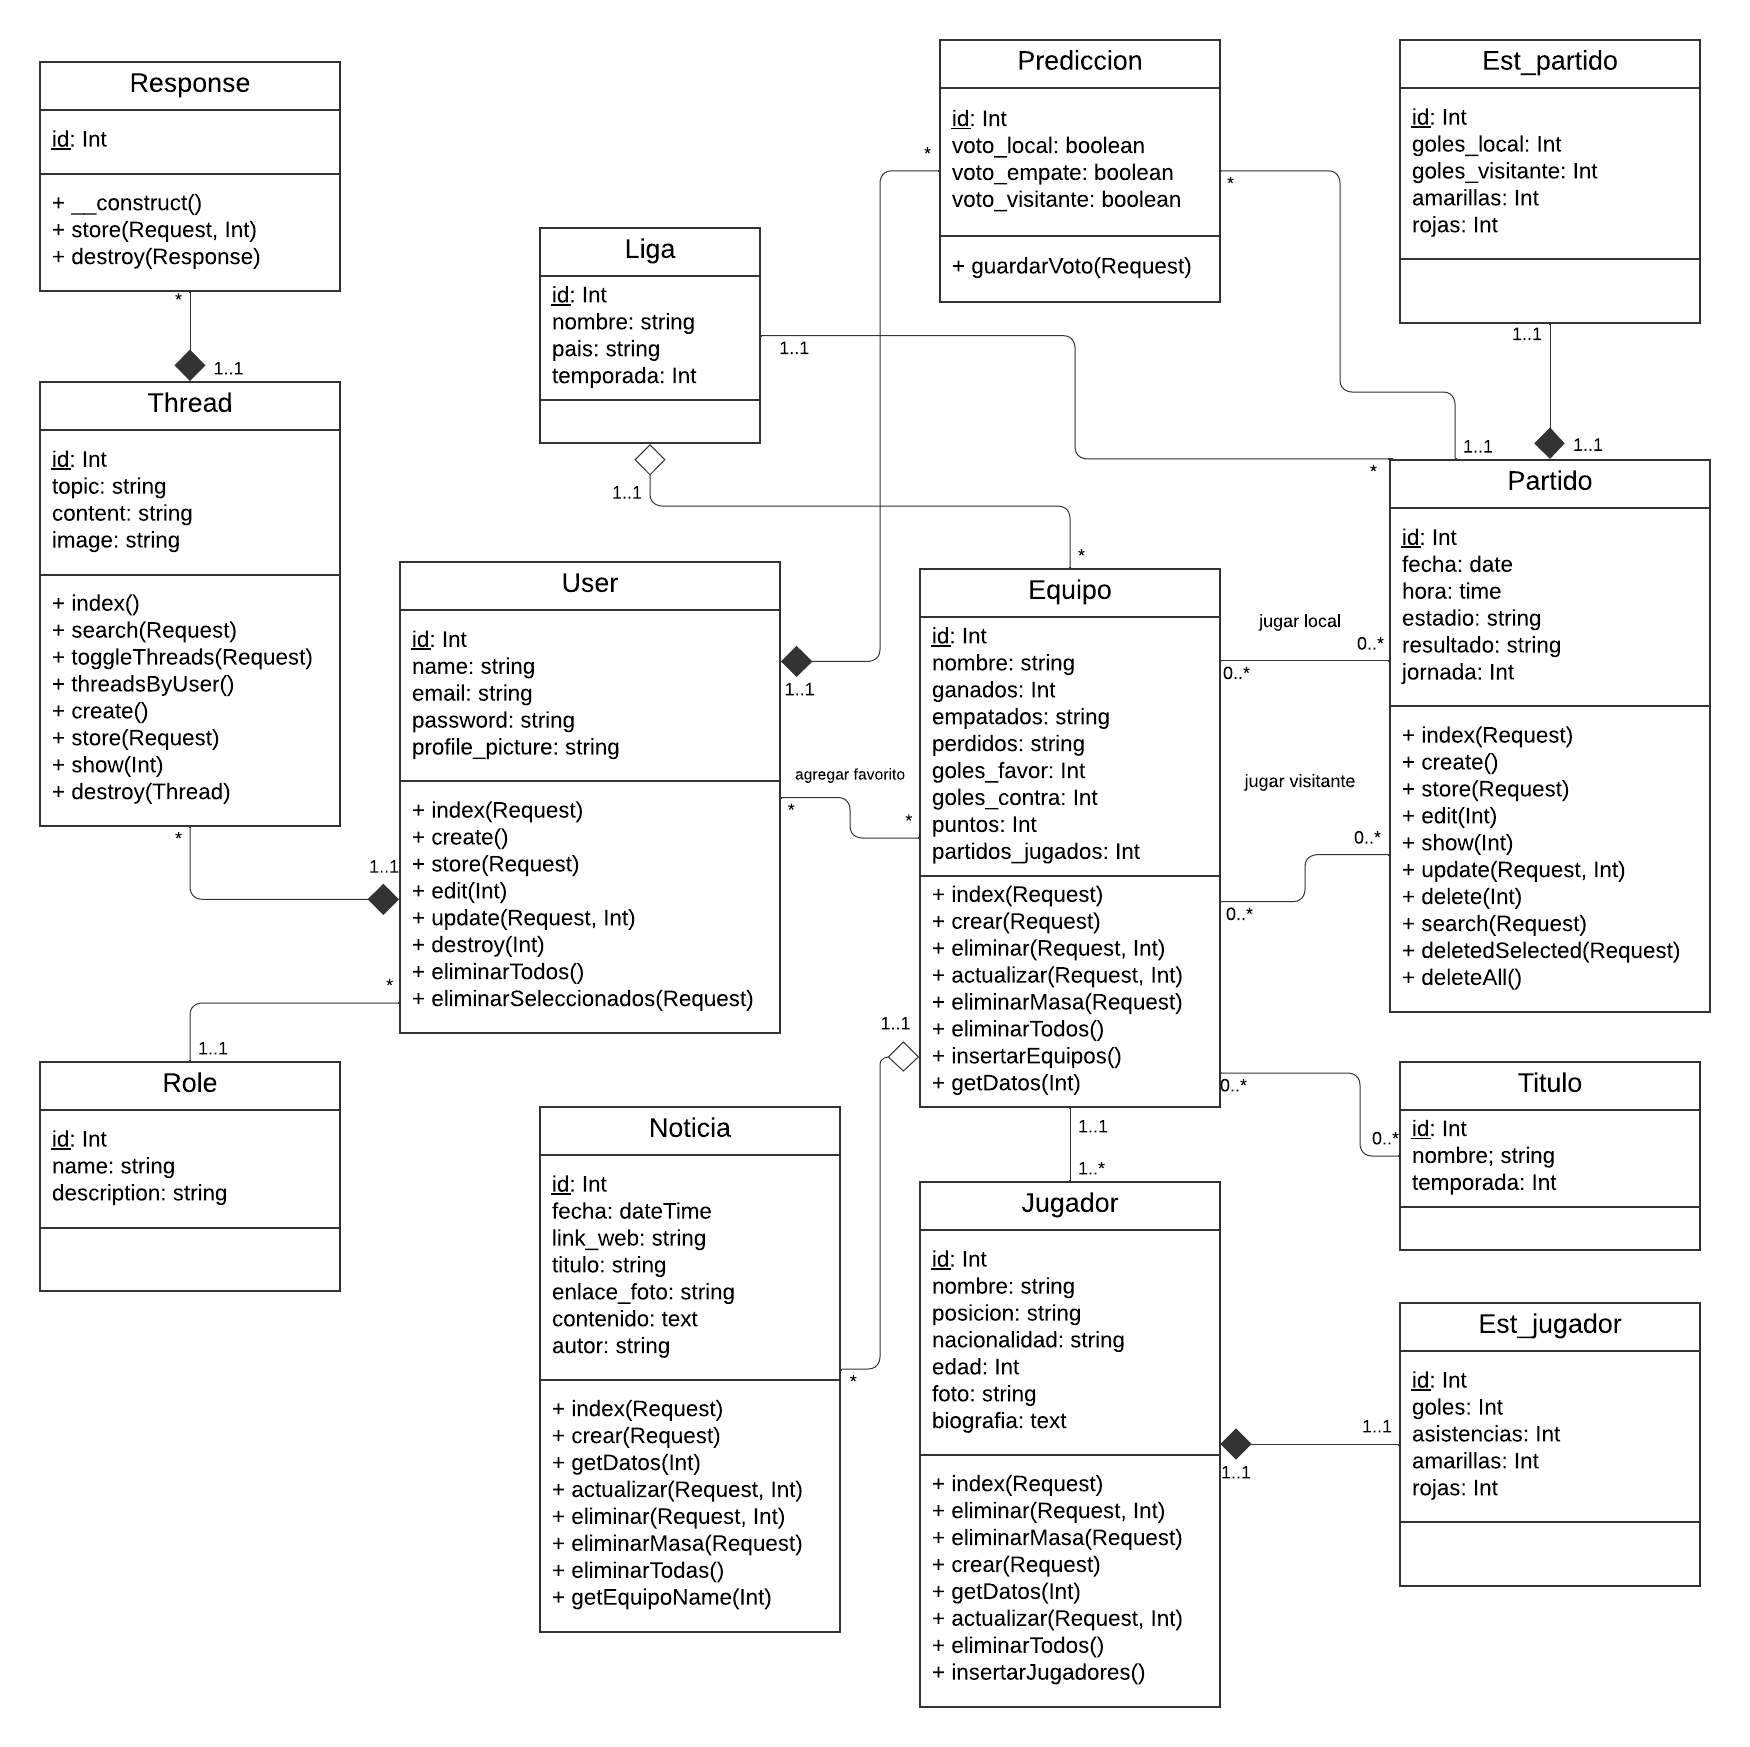 Response
id: Int
+ __construct()
+ store(Request, Int)
+ destroy(Response)
*
1..1
Thread
id: Int
topic: string
content: string
image: string
+ index()
+ search(Request)
+ toggleThreads(Request)
+ threadsByUser()
+ create()
+ store(Request)
+ show(Int)
+ destroy(Thread)
*
1..1
User
id: Int
name: string
email: string
password: string
profile_picture: string
+ index(Request)
+ create()
+ store(Request)
+ edit(Int)
+ update(Request, Int)
+ destroy(Int)
+ eliminarTodos()
+ eliminarSeleccionados(Request)
*
1..1
Role
id: Int
name: string
description: string
Liga
id: Int
nombre: string
pais: string
temporada: Int
1..1
*
1..1
*
Prediccion
id: Int
voto_local: boolean
voto_empate: boolean
voto_visitante: boolean
+ guardarVoto(Request)
*
1..1
*
1..1
Est_partido
id: Int
goles_local: Int
goles_visitante: Int
amarillas: Int
rojas: Int
1..1
1..1
Partido
id: Int
fecha: date
hora: time
estadio: string
resultado: string
jornada: Int
+ index(Request)
+ create()
+ store(Request)
+ edit(Int)
+ show(Int)
+ update(Request, Int)
+ delete(Int)
+ search(Request)
+ deletedSelected(Request)
+ deleteAll()
agregar favorito
*
*
Equipo
id: Int
nombre: string
ganados: Int
empatados: string
perdidos: string
goles_favor: Int
goles_contra: Int
puntos: Int
partidos_jugados: Int
+ index(Request)
+ crear(Request)
+ eliminar(Request, Int)
+ actualizar(Request, Int)
+ eliminarMasa(Request)
+ eliminarTodos()
+ insertarEquipos()
+ getDatos(Int)
jugar local
0..*
0..*
jugar visitante
0..*
0..*
1..1
*
Noticia
id: Int
fecha: dateTime
link_web: string
titulo: string
enlace_foto: string
contenido: text
autor: string
+ index(Request)
+ crear(Request)
+ getDatos(Int)
+ actualizar(Request, Int)
+ eliminar(Request, Int)
+ eliminarMasa(Request)
+ eliminarTodas()
+ getEquipoName(Int)
1..1
1..*
Jugador
id: Int
nombre: string
posicion: string
nacionalidad: string
edad: Int
foto: string
biografia: text
+ index(Request)
+ eliminar(Request, Int)
+ eliminarMasa(Request)
+ crear(Request)
+ getDatos(Int)
+ actualizar(Request, Int)
+ eliminarTodos()
+ insertarJugadores()
0..*
0..*
Titulo
id: Int
nombre; string
temporada: Int
1..1
1..1
Est_jugador
id: Int
goles: Int
asistencias: Int
amarillas: Int
rojas: Int